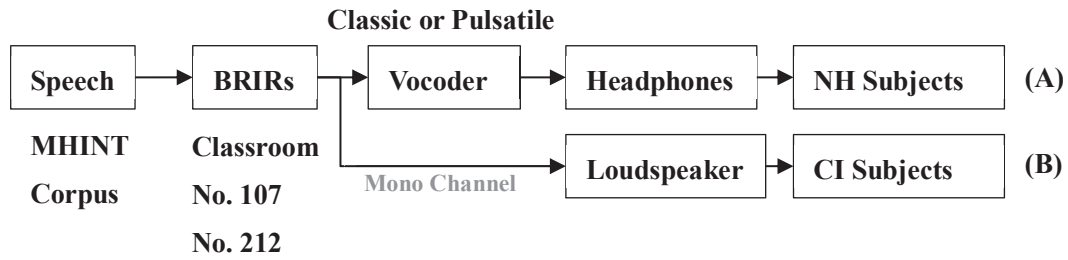 Classic or Pulsatile
Speech
BRIRs
Vocoder
Headphones
NH Subjects
(A)
MHINT
Corpus
Classroom
No. 107
No. 212
Mono Channel
Loudspeaker
CI Subjects
(B)